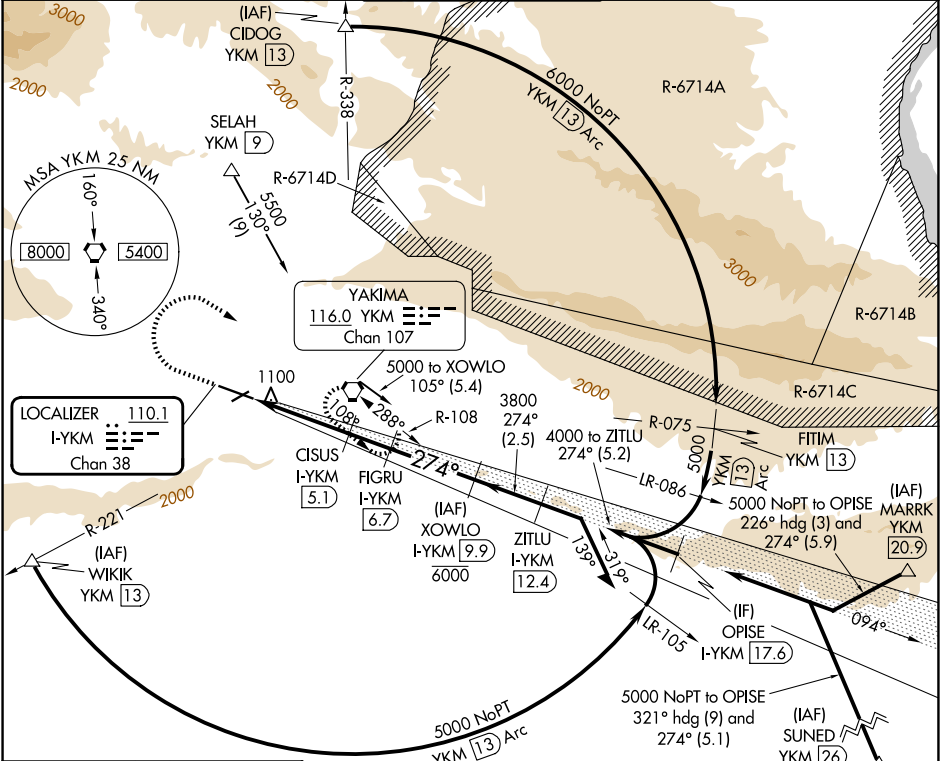 3000
(IAF)
CIDOG
YKM 13
2000
2000
R-338
6000 NoPT
YKM 13 Arc
R-6714A
SELAH
YKM 9
R-6714D
5500
130°
(9)
MSA YKM 25 NM
160°
8000
5400
340°
3000
R-6714B
YAKIMA
116.0 YKM
Chan 107
5000 to XOWLO
105° (5.4)
2000
R-6714C
1100
LOCALIZER 110.1
I-YKM
Chan 38
108°
288°
R-108
3800
274°
(2.5)
4000 to ZITLU
274° (5.2)
R-075
5000
YKM 13 Arc
FITIM
YKM 13
LR-086
274°
CISUS
I-YKM
5.1
FIGRU
I-YKM
6.7
(IAF)
XOWLO
I-YKM 9.9
6000
ZITLU
I-YKM
12.4
139°
319°
5000 NoPT to OPISE
226° hdg (3) and
274° (5.9)
(IAF)
MARRK
YKM
20.9
R-221
2000
(IAF)
WIKIK
YKM 13
LR-105
(IF)
OPISE
I-YKM 17.6
094°
5000 NoPT
YKM 13 Arc
5000 NoPT to OPISE
321° hdg (9) and
274° (5.1)
(IAF)
SUNED
YKM 26